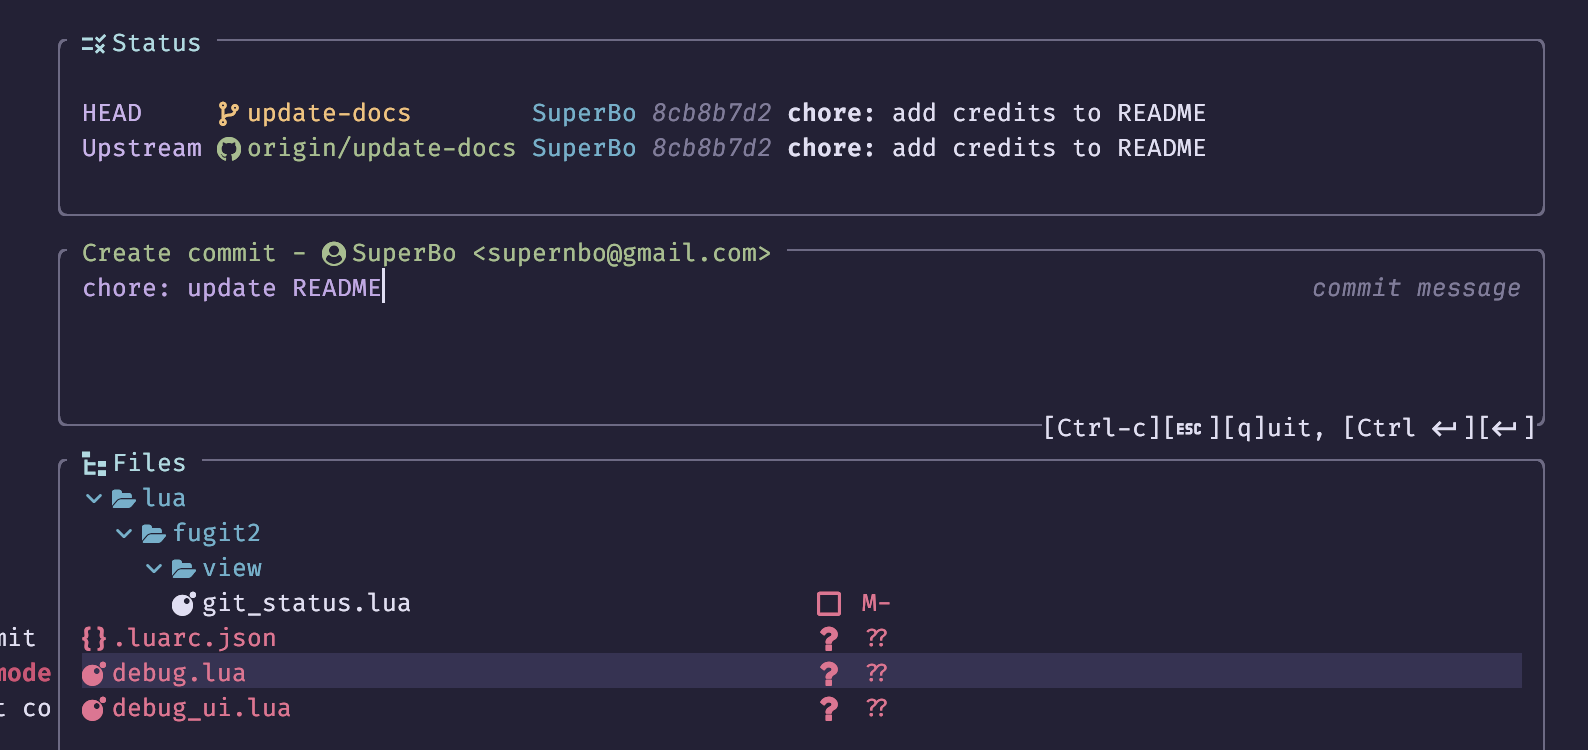 Status
HEAD update-docs SuperBo 8cb8b7d2 chore: add credits to README
Upstream origin/update-docs SuperBo 8cb8b7d2 chore: add credits to README
Create commit - SuperBo <supernbo@gmail.com>
chore: update README commit message
[Ctrl-c][ESC][q]uit, [Ctrl ↵][↵]
Files
lua
fugit2
view
git_status.lua M-
mit {}.luarc.json ? ??
mode debug.lua ? ??
t co debug_ui.lua ? ??